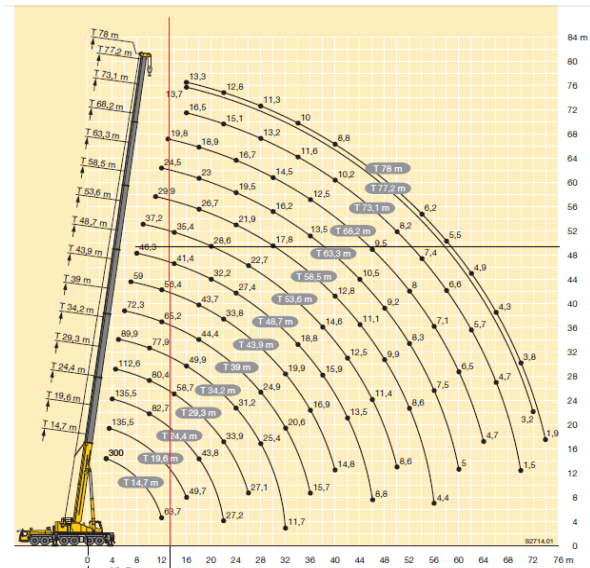 T 78 m
T 77,2 m
T 73,1 m
T 68,2 m
T 63,3 m
T 58,5 m
T 53,6 m
T 48,7 m
T 43,9 m
T 39 m
T 34,2 m
T 29,3 m
T 24,4 m
T 19,6 m
T 14,7 m
13,3 12,8 11,3 10 8,8 6,2 5,5 4,9 4,3 3,8 1,9
13,7
16,5 15,1 13,2 11,6 10,2 8,2 7,4 6,6 5,7 4,7 3,2
19,8 18,9 16,7 14,5 12,5 9,5 8 7,1 6,5 4,7 1,5
24,5 23 19,5 16,2 13,5 10,5 9,2 8,3 7,5 5
29,9 26,7 21,9 17,8 12,8 11,1 9,9 8,6 4,4
37,2 35,4 28,6 22,7 14,6 12,5 11,4 8,6
46,3 41,4 32,2 27,4 18,8 15,9 13,5 8,8
59 56,4 43,7 33,8 19,9 16,9 14,8
72,3 65,2 44,4 24,9 20,6 15,7
89,9 77,9 49,9 31,2 25,4 11,7
112,6 80,4 58,7 33,9 27,1
135,5 82,7 43,8 27,2
135,5 49,7
300 63,7
T 78 m
T 77,2 m
T 73,1 m
T 68,2 m
T 63,3 m
T 58,5 m
T 53,6 m
T 48,7 m
T 43,9 m
T 39 m
T 34,2 m
T 29,3 m
T 24,4 m
T 19,6 m
T 14,7 m
84 m
80
76
72
68
64
60
56
52
48
44
40
36
32
28
24
20
16
12
8
4
0
S2714.01
0 4 8 12 16 20 24 28 32 36 40 44 48 52 56 60 64 68 72 76 m